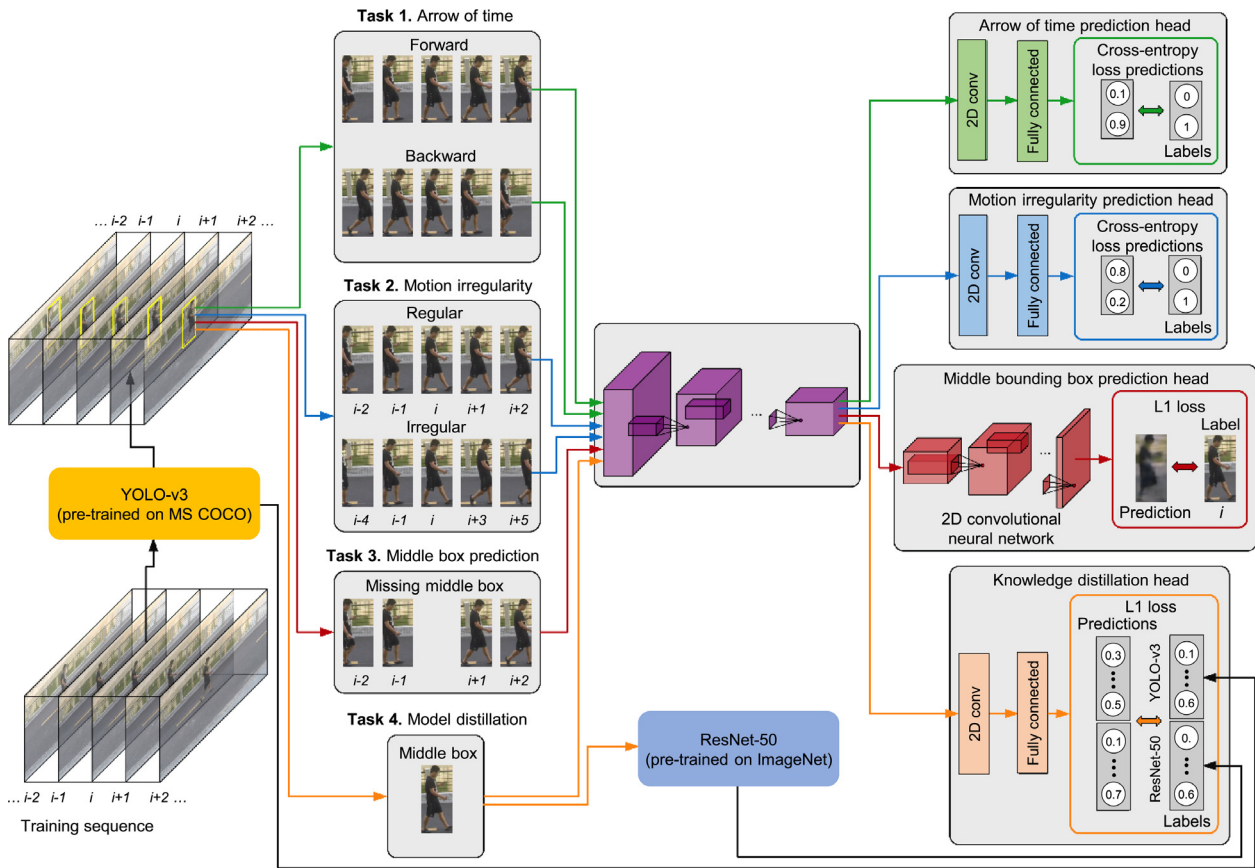 Task 1. Arrow of time
Forward
Backward
... i-2 i-1 i i+1 i+2 ...
Task 2. Motion irregularity
Regular
i-2 i-1 i i+1 i+2
Irregular
i-4 i-1 i i+3 i+5
YOLO-v3
(pre-trained on MS COCO)
Task 3. Middle box prediction
Missing middle box
i-2 i-1 i+1 i+2
Task 4. Model distillation
Middle box
... i-2 i-1 i i+1 i+2 ...
Training sequence
ResNet-50
(pre-trained on ImageNet)
...
Arrow of time prediction head
2D conv
Fully connected
Cross-entropy
loss predictions
0.1 0
0.9 1
Labels
Motion irregularity prediction head
2D conv
Fully connected
Cross-entropy
loss predictions
0.8 0
0.2 1
Labels
Middle bounding box prediction head
...
2D convolutional
neural network
L1 loss
Label
Prediction i
Knowledge distillation head
2D conv
Fully connected
L1 loss
Predictions
0.3 0.1
YOLO-v3
0.5 0.6
0.1 0.
ResNet-50
0.7 0.6
Labels